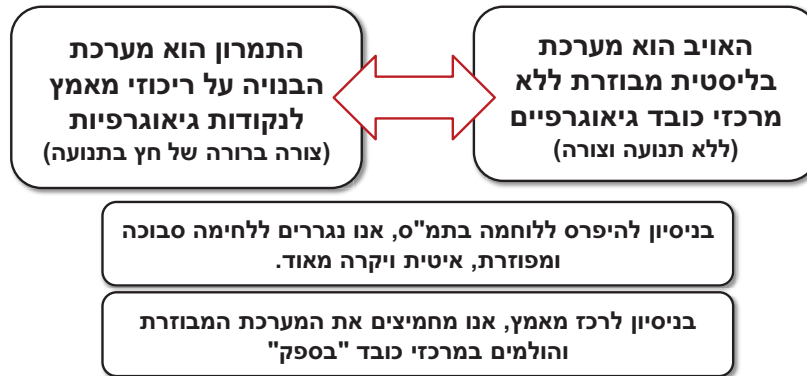 האויב הוא מערכת
בליסטית מבוזרת ללא
מרכזי כובד גיאוגרפיים
(ללא תנועה וצורה)
התמרון הוא מערכת
הבנויה על ריכוזי מאמץ
לנקודות גיאוגרפיות
(צורה ברורה של חץ בתנועה)
בניסיון להיפרס ללוחמה בתמ"ס, אנו נגררים ללחימה סבוכה
ומפוזרת, איטית ויקרה מאוד.
בניסיון לרכז מאמץ, אנו מחמיצים את המערכת המבוזרת
והולמים במרכזי כובד "בספק"